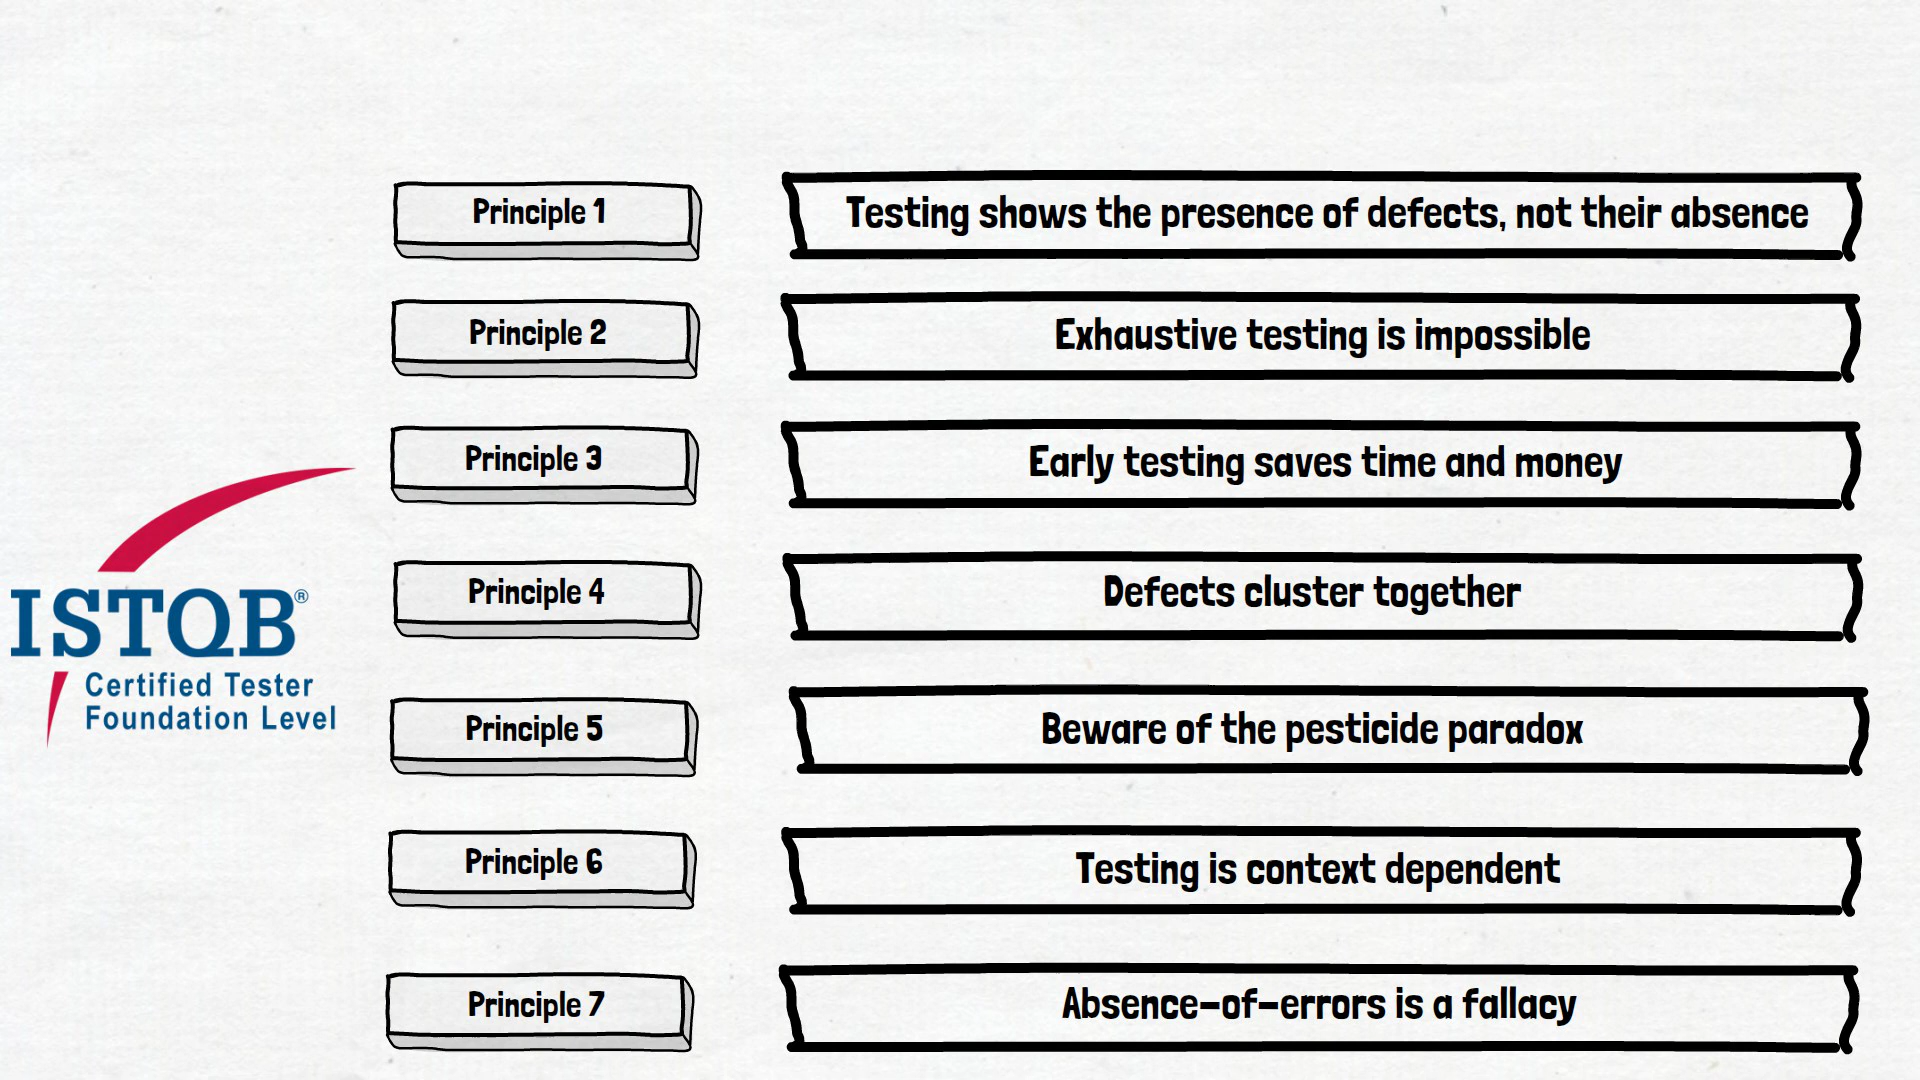 Principle 1
Testing shows the presence of defects, not their absence
Principle 2
Exhaustive testing is impossible
Principle 3
Early testing saves time and money
Principle 4
Defects cluster together
Principle 5
Beware of the pesticide paradox
Principle 6
Testing is context dependent
Principle 7
Absence-of-errors is a fallacy
ISTQB®
Certified Tester
Foundation Level